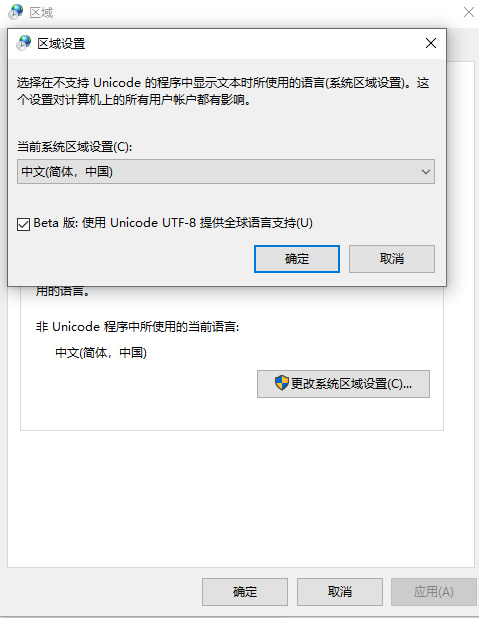 区域
区域设置
选择在不支持 Unicode 的程序中显示文本时所使用的语言(系统区域设置)。这
个设置对计算机上的所有用户帐户都有影响。
当前系统区域设置(C):
中文(简体，中国)
Beta 版: 使用 Unicode UTF-8 提供全球语言支持(U)
确定
取消
用的语言。
非 Unicode 程序中所使用的当前语言:
中文(简体，中国)
更改系统区域设置(C)...
确定
取消
应用(A)